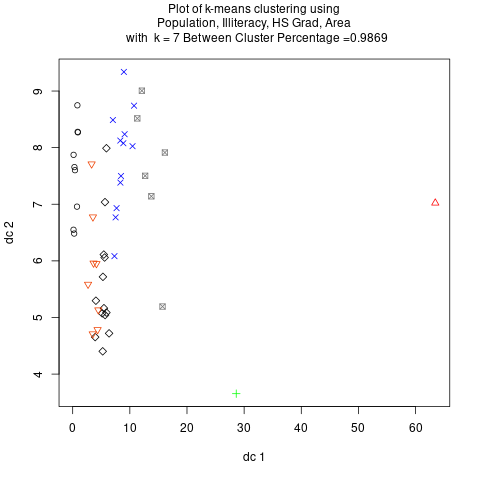 Plot of k-means clustering using
Population, Illiteracy, HS Grad, Area
with k = 7 Between Cluster Percentage =0.9869
9
8
7
6
5
4
dc 2
0
10
20
30
40
50
60
dc 1